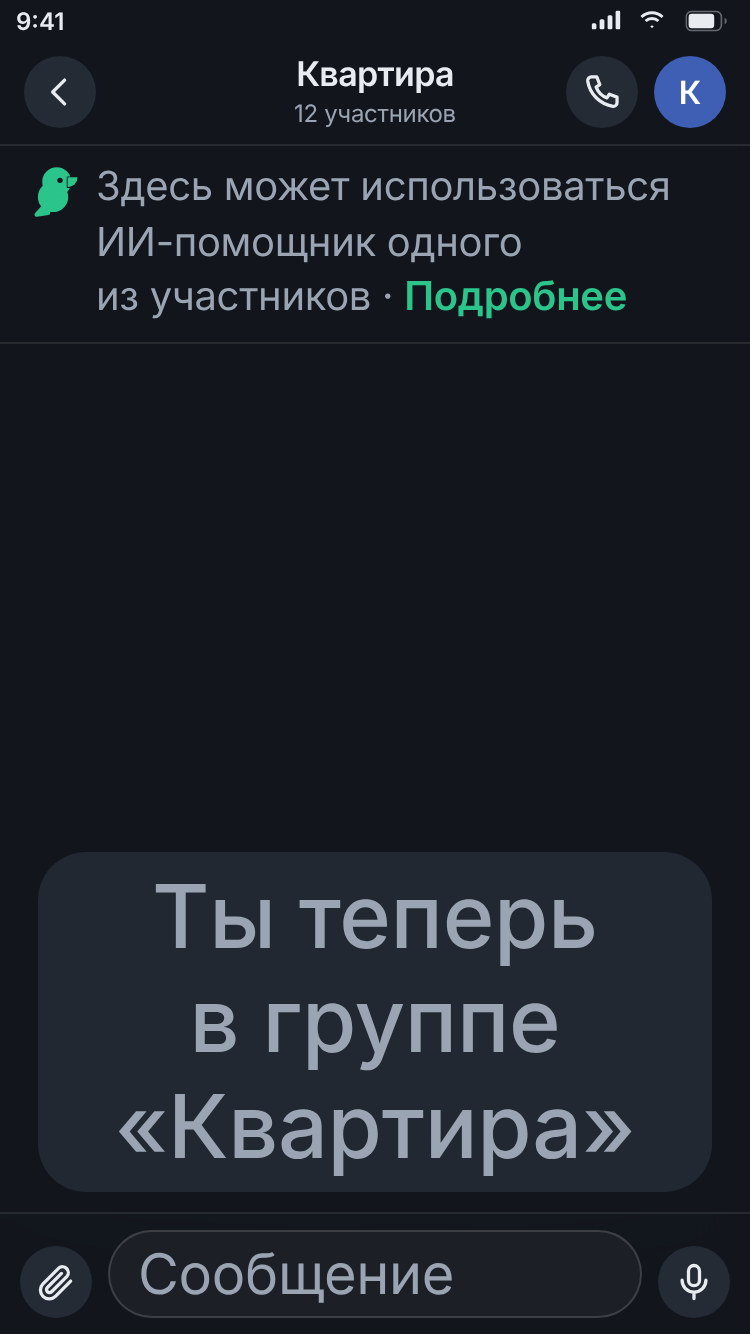 9:41
Квартира
12 участников
К
Здесь может использоваться
ИИ-помощник одного
из участников · Подробнее
Ты теперь
в группе
«Квартира»
Сообщение